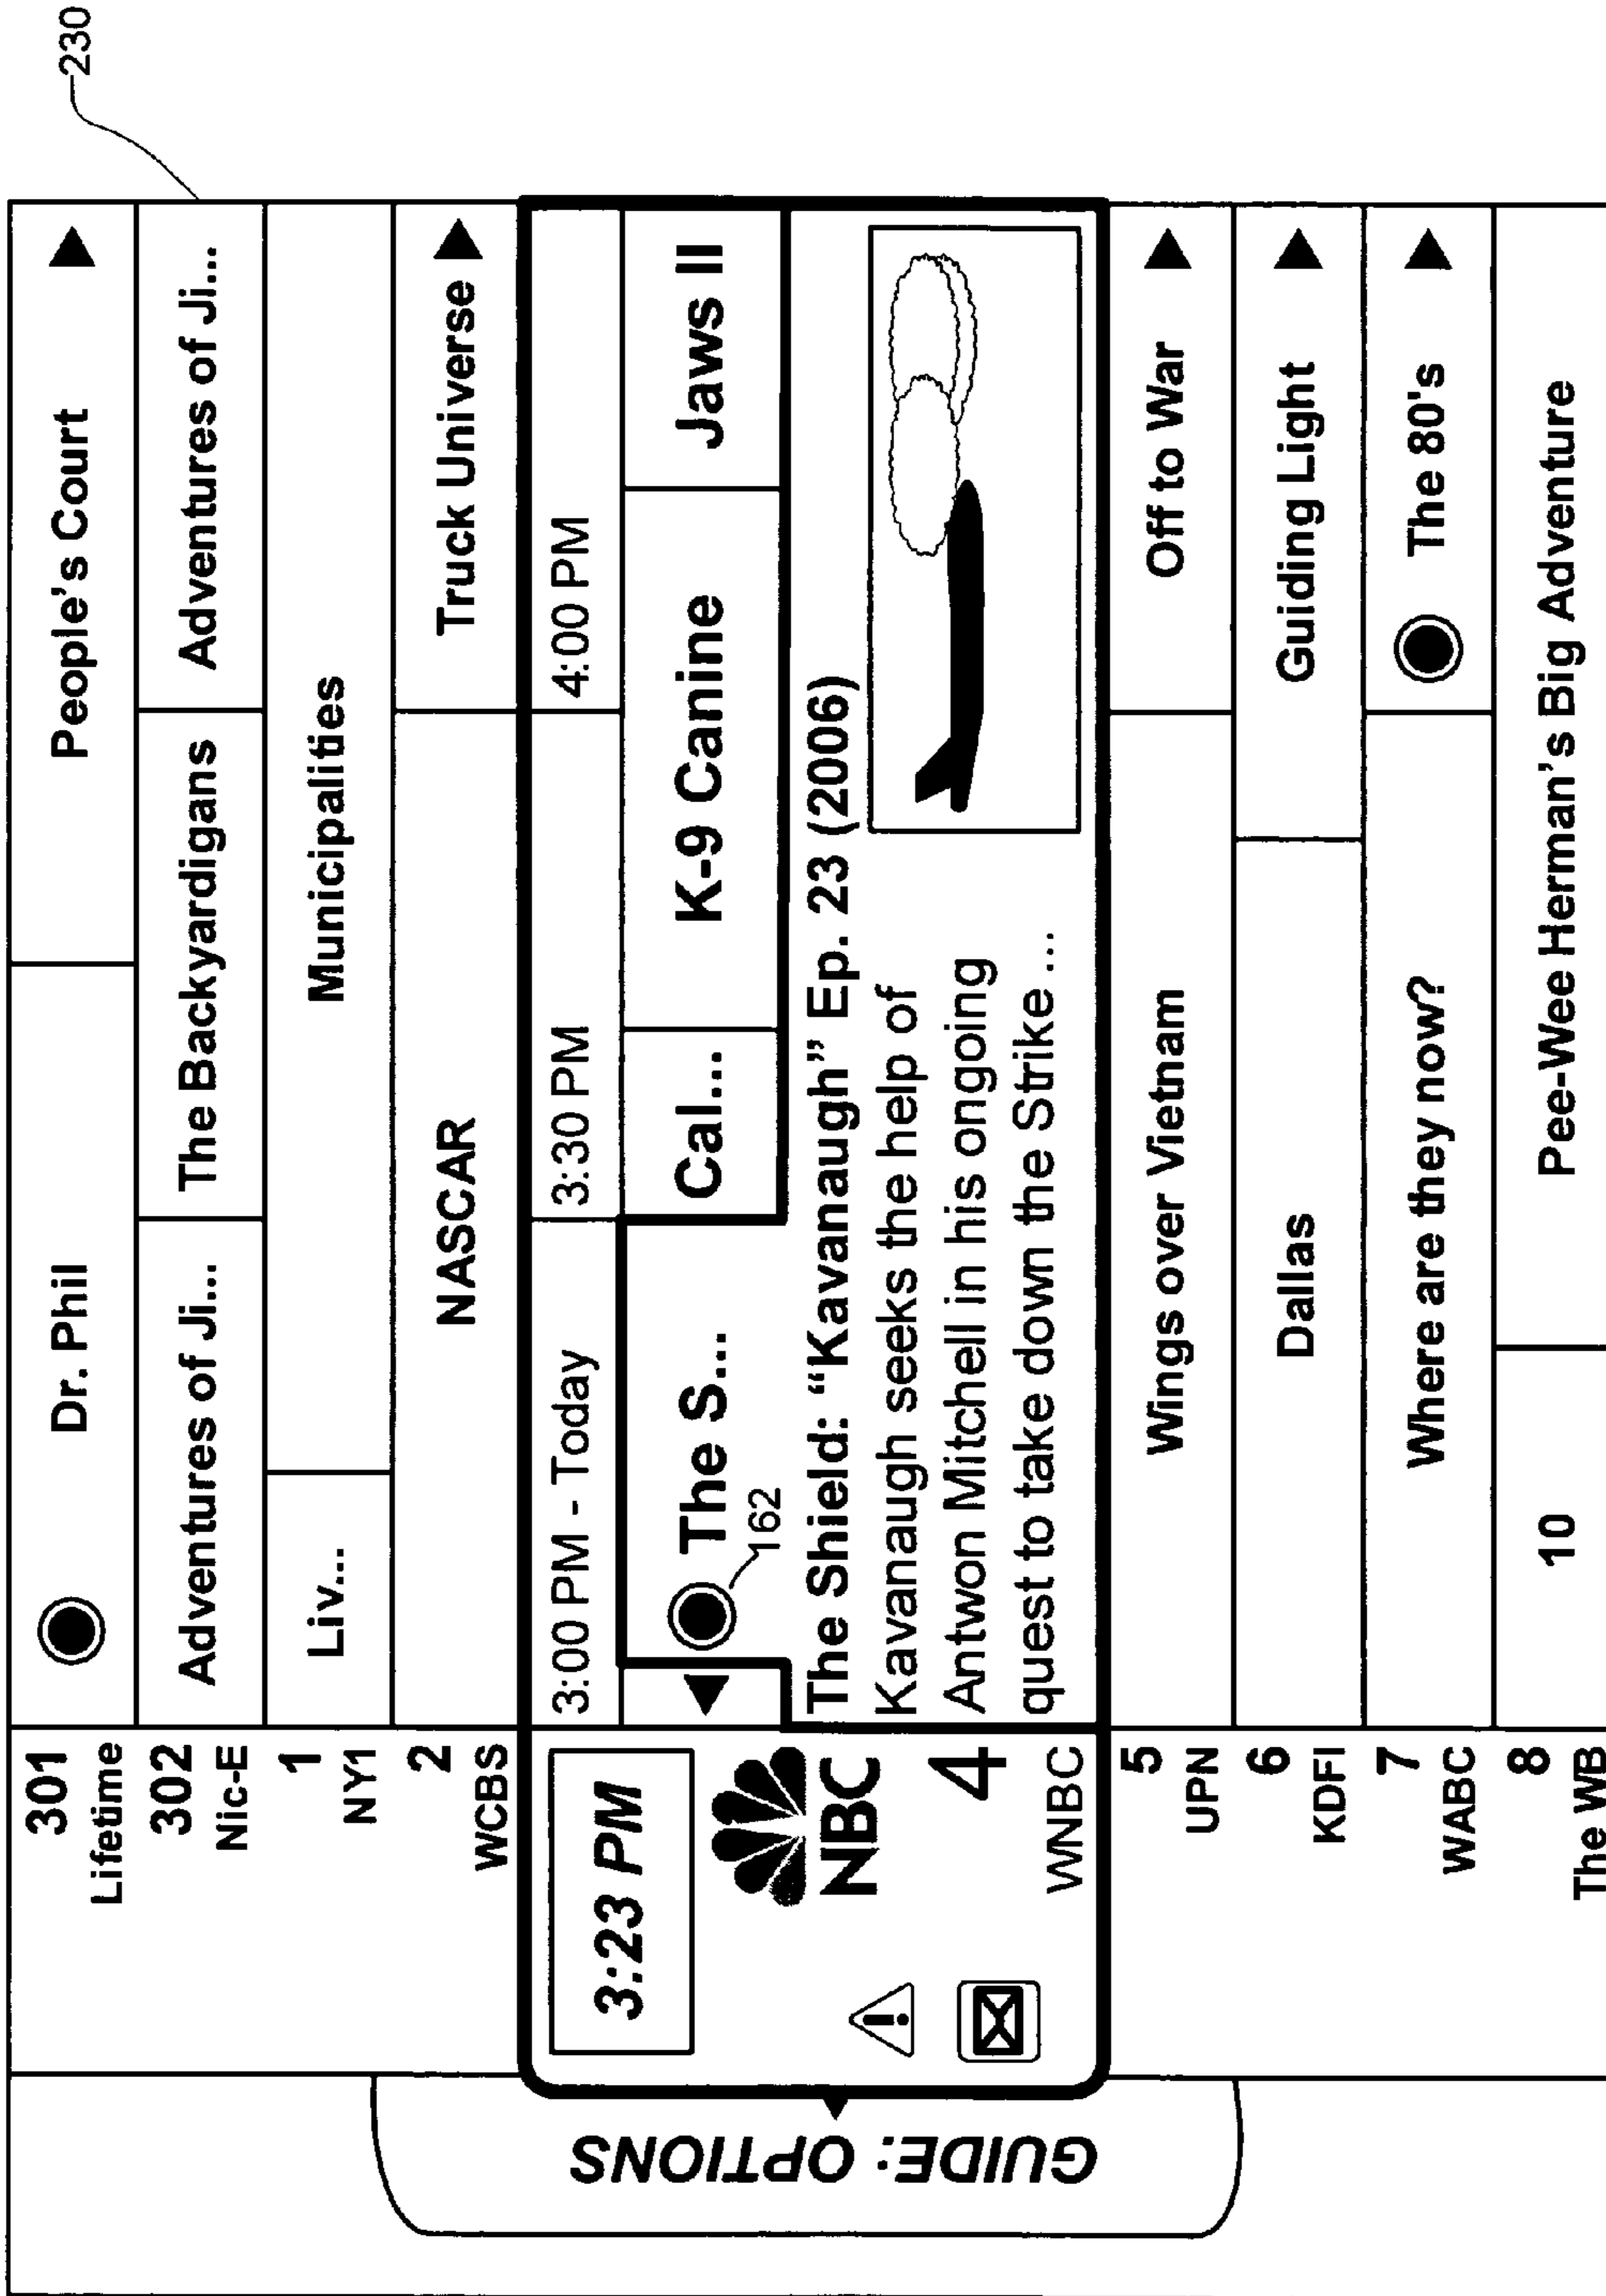 230
301
Lifetime
Dr. Phil
People's Court
302
Nic-E
Adventures of Ji...
The Backyardigans
Adventures of Ji...
1
NY1
Liv...
Municipalities
2
WCBS
NASCAR
Truck Universe
3:23 PM
3:00 PM - Today
3:30 PM
4:00 PM
NBC
4
WNBC
The S...
162
Cal...
K-9 Canine
Jaws II
The Shield: “Kavanaugh” Ep. 23 (2006)
Kavanaugh seeks the help of
Antwon Mitchell in his ongoing
quest to take down the Strike ...
GUIDE: OPTIONS
5
UPN
Wings over Vietnam
Off to War
6
KDFI
Dallas
Guiding Light
7
WABC
Where are they now?
The 80's
8
The WB
10
Pee-Wee Herman's Big Adventure